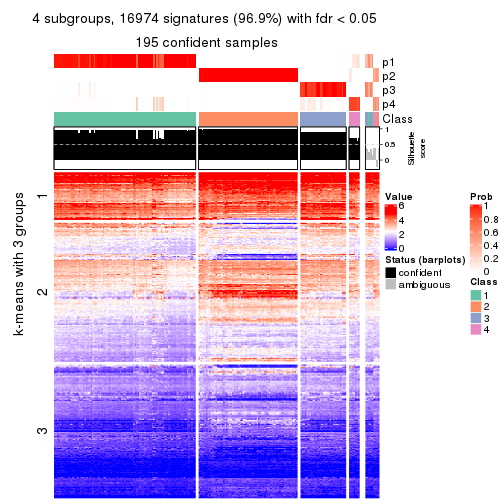 4 subgroups, 16974 signatures (96.9%) with fdr < 0.05
195 confident samples
p1
p2
p3
p4
Class
1
0.5
0
Silhouette
score
k-means with 3 groups
1
2
3
Value
6
4
2
0
Status (barplots)
confident
ambiguous
Prob
1
0.8
0.6
0.4
0.2
0
Class
1
2
3
4